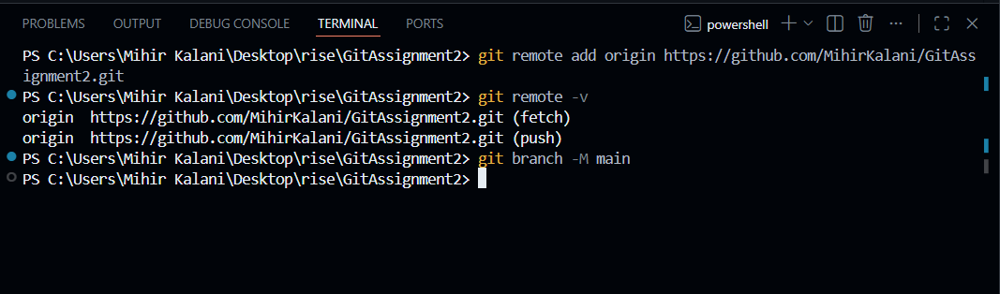 PROBLEMS OUTPUT DEBUG CONSOLE TERMINAL PORTS powershell
PS C:\Users\Mihir Kalani\Desktop\rise\GitAssignment2> git remote add origin https://github.com/MihirKalani/GitAss
ignment2.git
PS C:\Users\Mihir Kalani\Desktop\rise\GitAssignment2> git remote -v
origin  https://github.com/MihirKalani/GitAssignment2.git (fetch)
origin  https://github.com/MihirKalani/GitAssignment2.git (push)
PS C:\Users\Mihir Kalani\Desktop\rise\GitAssignment2> git branch -M main
PS C:\Users\Mihir Kalani\Desktop\rise\GitAssignment2>